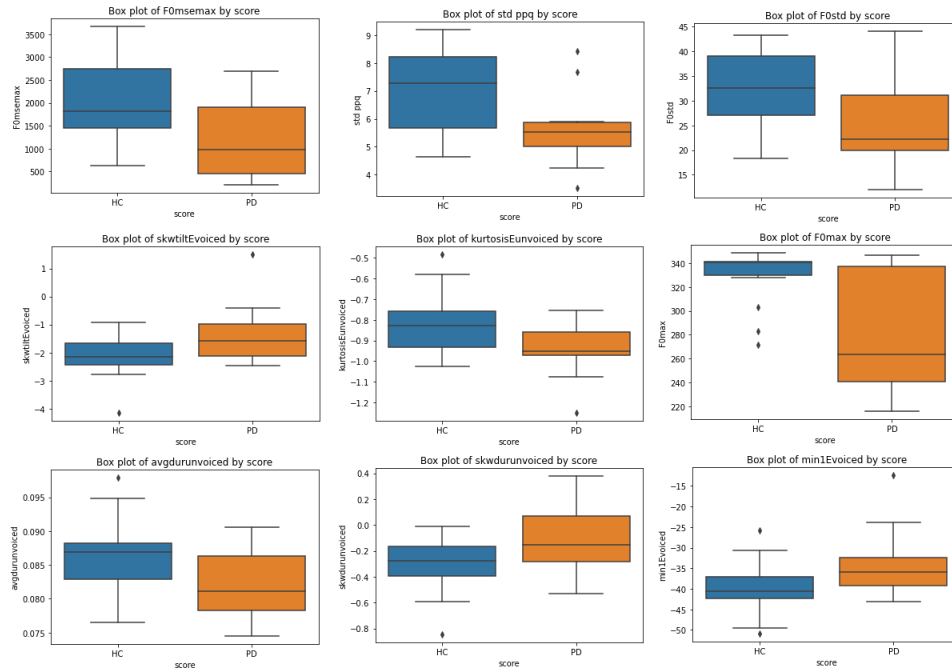 Box plot of F0msemax by score
F0msemax
3500
3000
2500
2000
1500
1000
500
HC
PD
score
Box plot of std ppq by score
std ppq
9
8
7
6
5
4
HC
PD
score
Box plot of F0std by score
F0std
45
40
35
30
25
20
15
HC
PD
score
Box plot of skwtiltEvoiced by score
skwtiltEvoiced
1
0
−1
−2
−3
−4
HC
PD
score
Box plot of kurtosisEunvoiced by score
kurtosisEunvoiced
−0.5
−0.6
−0.7
−0.8
−0.9
−1.0
−1.1
−1.2
HC
PD
score
Box plot of F0max by score
F0max
340
320
300
280
260
240
220
HC
PD
score
Box plot of avgdurunvoiced by score
avgdurunvoiced
0.095
0.090
0.085
0.080
0.075
HC
PD
score
Box plot of skwdurunvoiced by score
skwdurunvoiced
0.4
0.2
0.0
−0.2
−0.4
−0.6
−0.8
HC
PD
score
Box plot of min1Evoiced by score
min1Evoiced
−15
−20
−25
−30
−35
−40
−45
−50
HC
PD
score